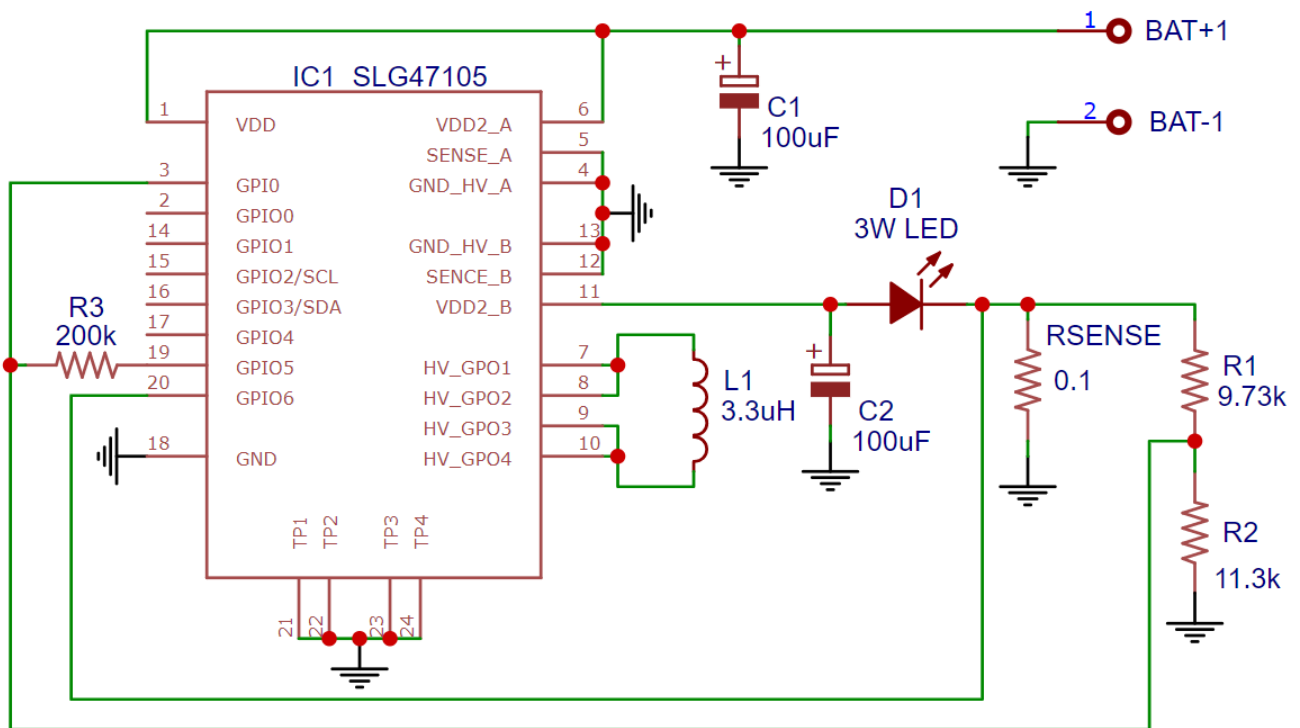 1 BAT+1
IC1 SLG47105
1 VDD
VDD2_A 6
C1
100uF
2 BAT-1
SENSE_A 5
3 GPI0
GND_HV_A 4
2 GPIO0
D1
3W LED
14 GPIO1
GND_HV_B 13
15 GPIO2/SCL
SENCE_B 12
16 GPIO3/SDA
VDD2_B 11
R3
200k
17 GPIO4
RSENSE
0.1
19 GPIO5
HV_GPO1 7
R1
9.73k
20 GPIO6
HV_GPO2 8
L1
3.3uH
C2
100uF
HV_GPO3 9
18 GND
HV_GPO4 10
TP1
TP2
TP3
TP4
R2
11.3k
21
22
23
24